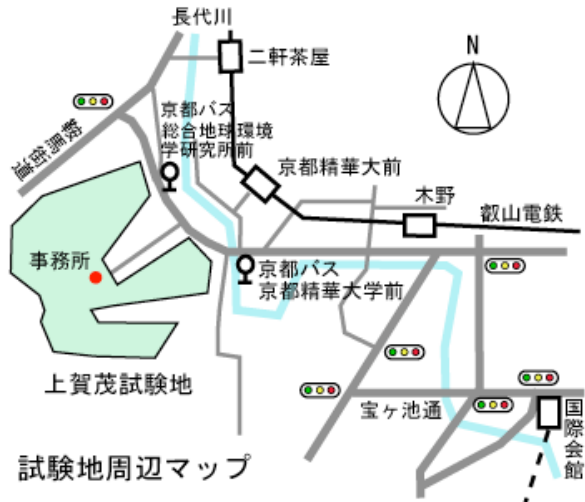 長代川
二軒茶屋
N
京都バス
総合地球環境
学研究所前
鞍馬街道
京都精華大前
木野
叡山電鉄
事務所
京都バス
京都精華大学前
上賀茂試験地
宝ヶ池通
国際会館
試験地周辺マップ